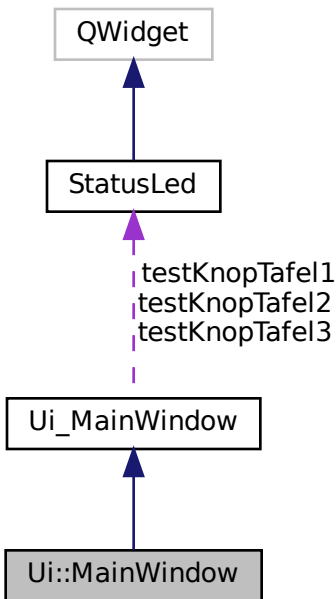 QWidget
StatusLed
testKnopTafel1
testKnopTafel2
testKnopTafel3
Ui_MainWindow
Ui::MainWindow